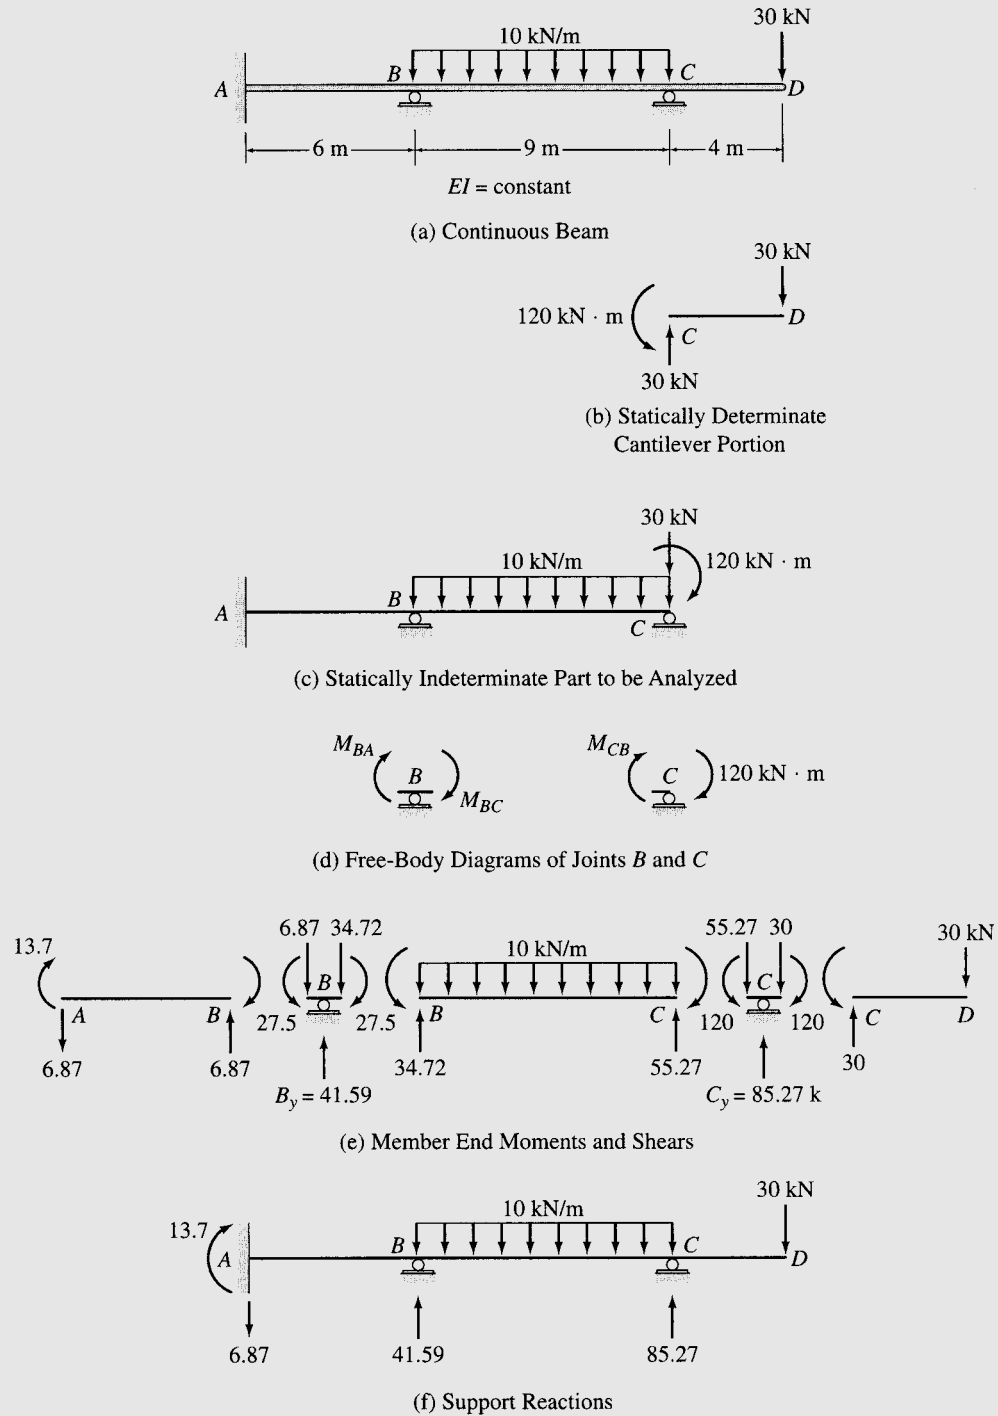 30 kN
10 kN/m
A B C D
6 m 9 m 4 m
EI = constant
(a) Continuous Beam
30 kN
120 kN · m
C D
30 kN
(b) Statically Determinate
Cantilever Portion
30 kN
10 kN/m 120 kN · m
A B C
(c) Statically Indeterminate Part to be Analyzed
M_BA M_CB
B C 120 kN · m
M_BC
(d) Free-Body Diagrams of Joints B and C
6.87 34.72 55.27 30 30 kN
13.7 10 kN/m
B C
A B 27.5 27.5 B C 120 120 C D
6.87 6.87 34.72 55.27 30
B_y = 41.59 C_y = 85.27 k
(e) Member End Moments and Shears
30 kN
13.7 10 kN/m
A B C D
6.87 41.59 85.27
(f) Support Reactions